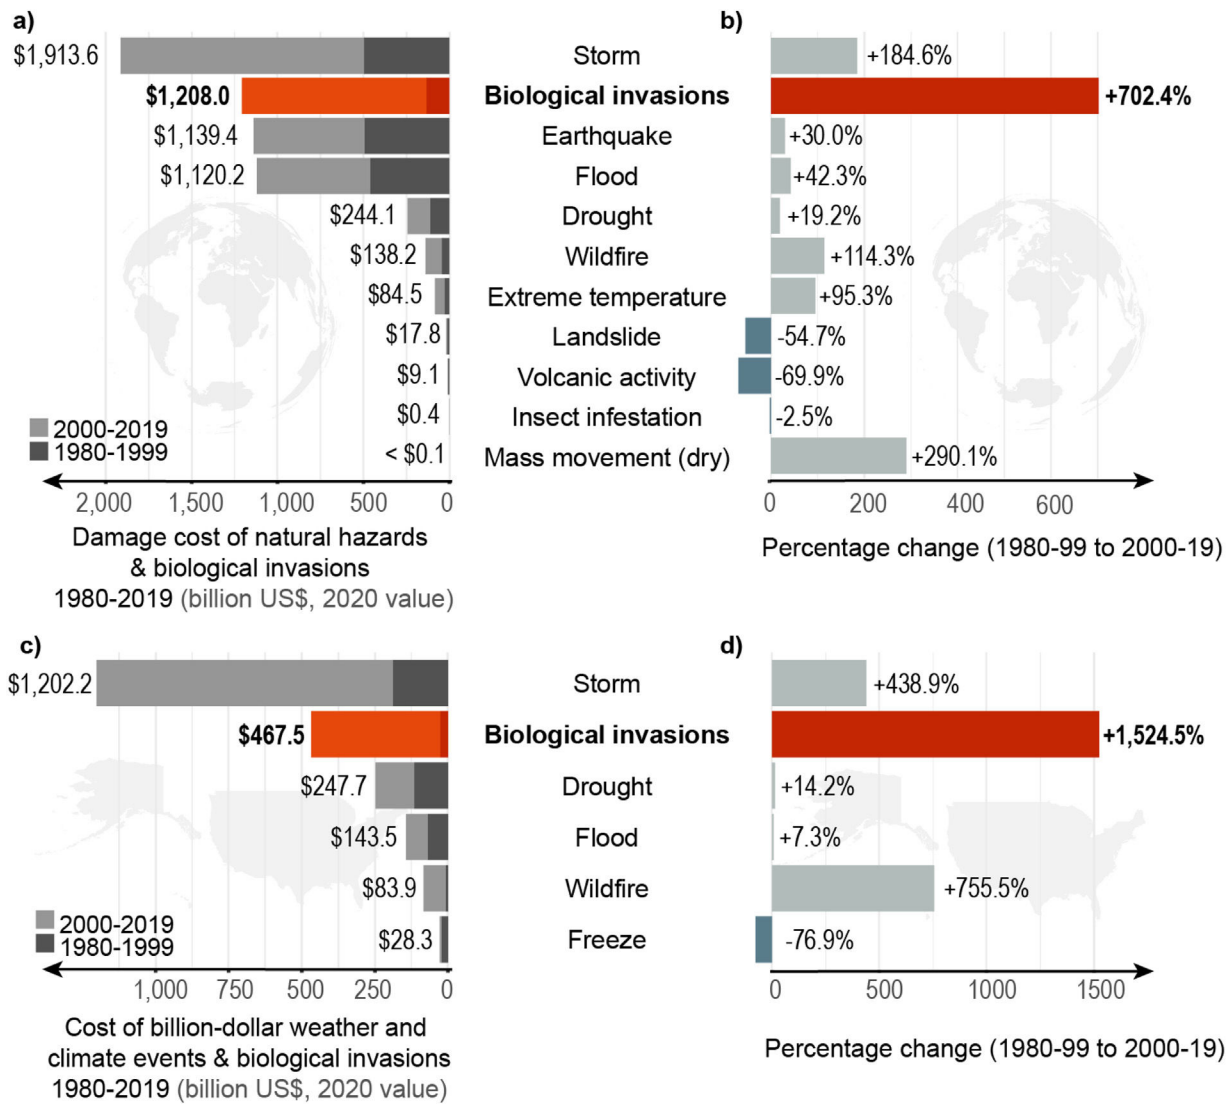 a)
b)
$1,913.6
Storm
+184.6%
$1,208.0
Biological invasions
+702.4%
$1,139.4
Earthquake
+30.0%
$1,120.2
Flood
+42.3%
$244.1
Drought
+19.2%
$138.2
Wildfire
+114.3%
$84.5
Extreme temperature
+95.3%
$17.8
Landslide
-54.7%
$9.1
Volcanic activity
-69.9%
$0.4
Insect infestation
-2.5%
< $0.1
Mass movement (dry)
+290.1%
2000-2019
1980-1999
2,000 1,500 1,000 500 0
0 200 400 600
Damage cost of natural hazards
& biological invasions
1980-2019 (billion US$, 2020 value)
Percentage change (1980-99 to 2000-19)
c)
d)
$1,202.2
Storm
+438.9%
$467.5
Biological invasions
+1,524.5%
$247.7
Drought
+14.2%
$143.5
Flood
+7.3%
$83.9
Wildfire
+755.5%
$28.3
Freeze
-76.9%
2000-2019
1980-1999
1,000 750 500 250 0
0 500 1000 1500
Cost of billion-dollar weather and
climate events & biological invasions
1980-2019 (billion US$, 2020 value)
Percentage change (1980-99 to 2000-19)